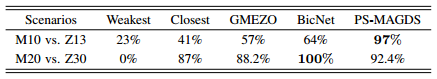 Scenarios Weakest Closest GMEZO BicNet PS-MAGDS
M10 vs. Z13 23% 41% 57% 64% 97%
M20 vs. Z30 0% 87% 88.2% 100% 92.4%